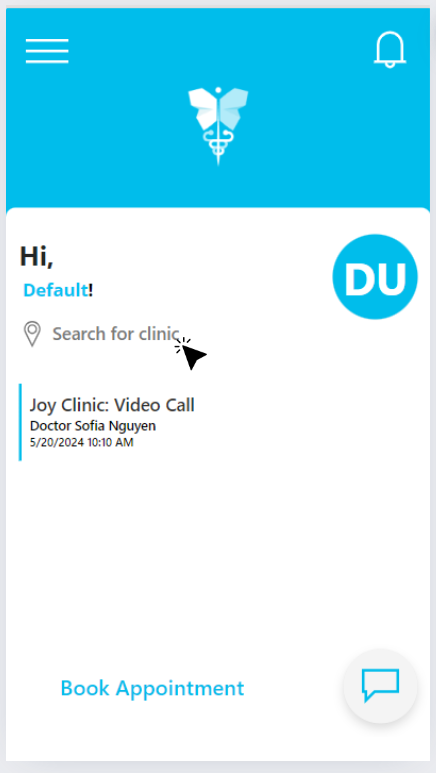 Hi,
Default!
DU
Search for clinic
Joy Clinic: Video Call
Doctor Sofia Nguyen
5/20/2024 10:10 AM
Book Appointment